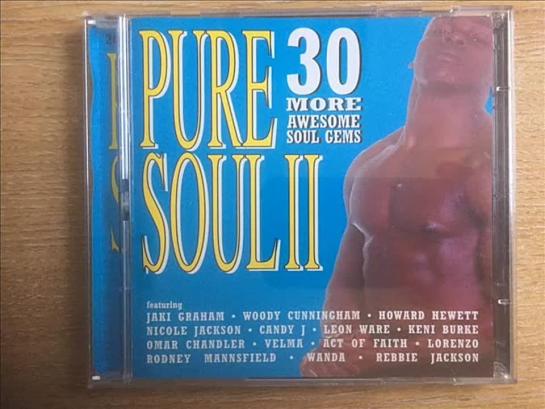 PURE
SOUL II
30
MORE
AWESOME
SOUL GEMS
featuring
JAKI GRAHAM • WOODY CUNNINGHAM • HOWARD HEWETT
NICOLE JACKSON • CANDY J • LEON WARE • KENI BURKE
OMAR CHANDLER • VELMA • ACT OF FAITH • LORENZO
RODNEY MANNSFIELD • WANDA • REBBIE JACKSON